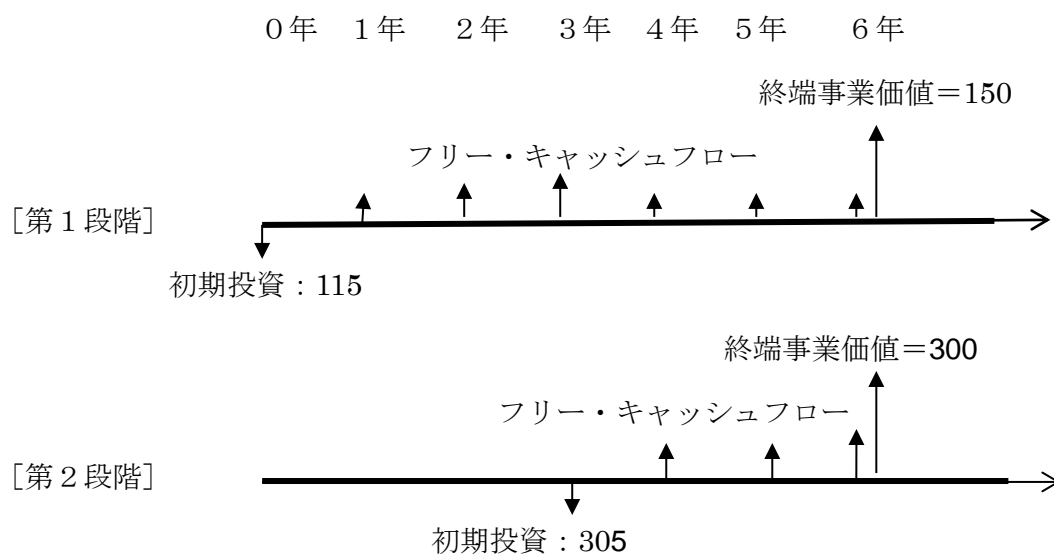 ０年 １年 ２年 ３年 ４年 ５年 ６年
終端事業価値＝150
フリー・キャッシュフロー
［第１段階］
初期投資：115
終端事業価値＝300
フリー・キャッシュフロー
［第２段階］
初期投資：305